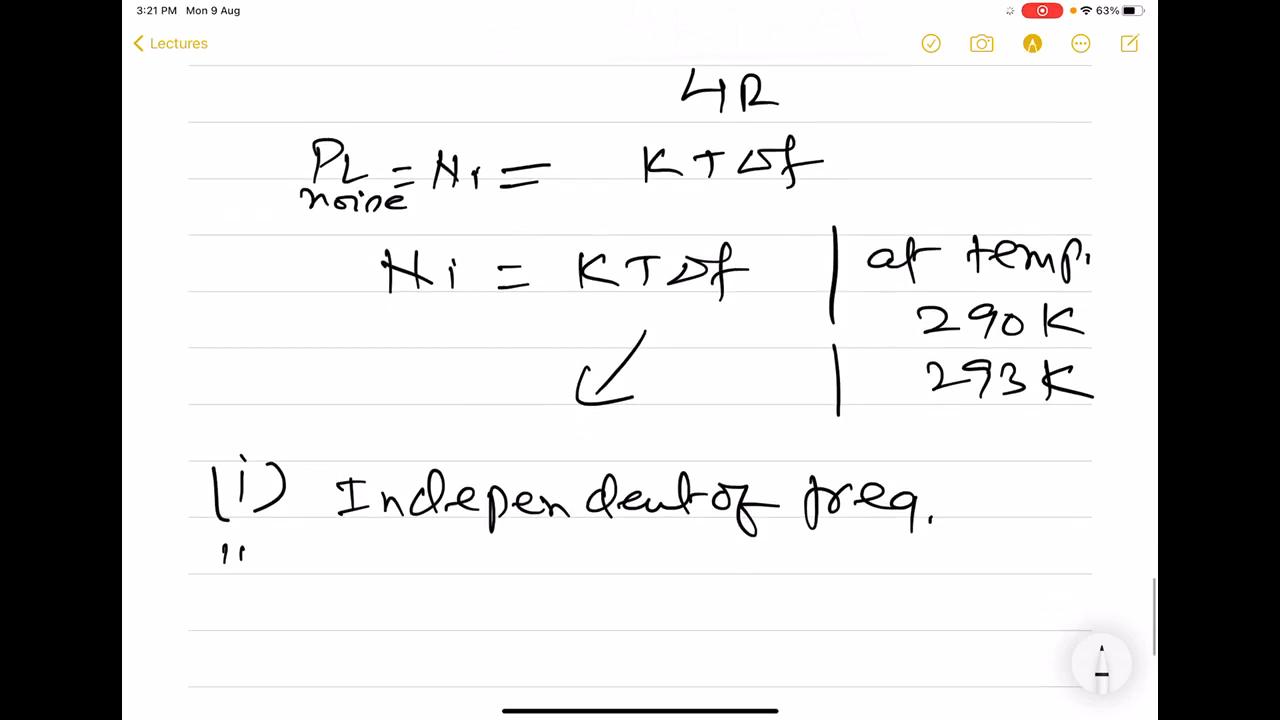 3:21 PM Mon 9 Aug
63%
Lectures
4R
PL = Ni = KTΔf
noise
Ni = KTΔf | at temp.
290K
| 293K
(i) Independent of freq.